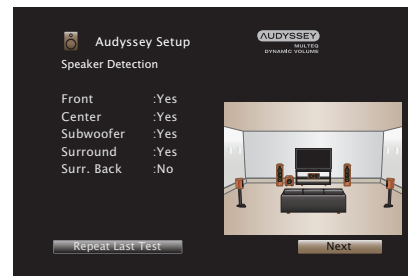 Audyssey Setup
AUDYSSEY
MULTEQ
DYNAMIC VOLUME
Speaker Detection
Front :Yes
Center :Yes
Subwoofer :Yes
Surround :Yes
Surr. Back :No
Repeat Last Test
Next